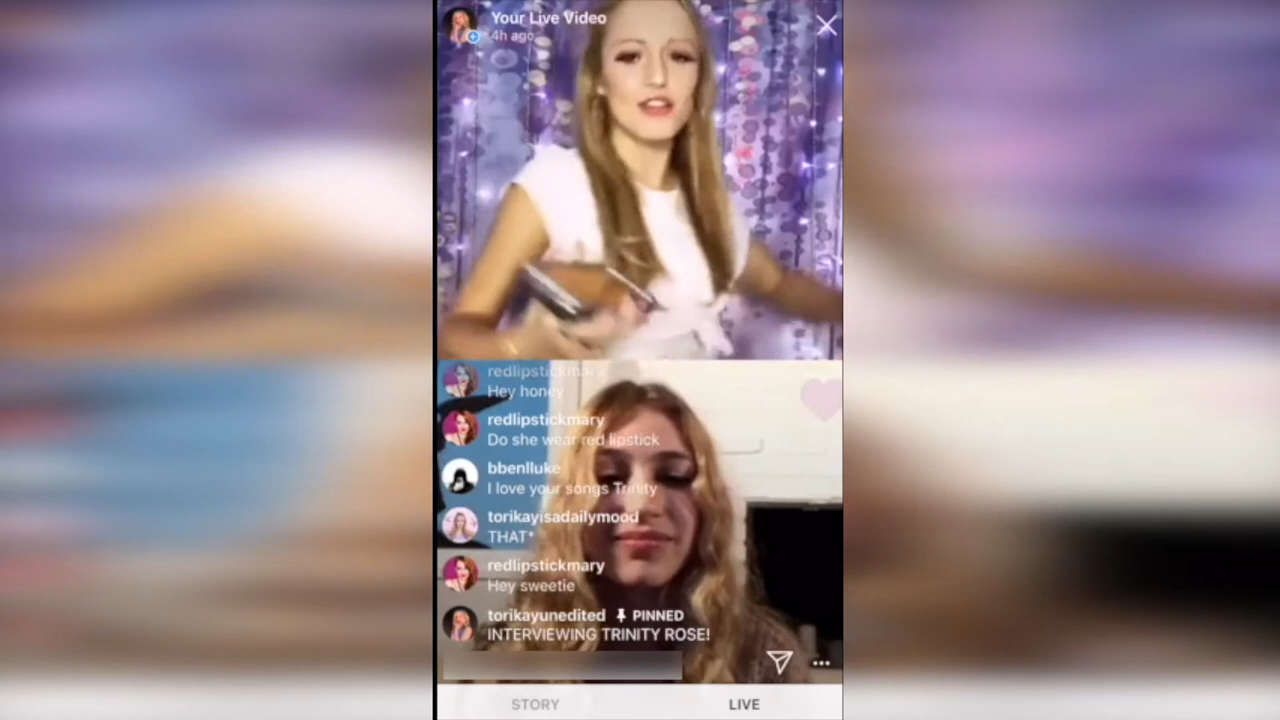 Your Live Video
4h ago
redlipstickmary
Hey honey
redlipstickmary
Do she wear red lipstick
bbenlluke
I love your songs Trinity
torikayisadailymood
THAT*
redlipstickmary
Hey sweetie
torikayunedited PINNED
INTERVIEWING TRINITY ROSE!
STORY LIVE